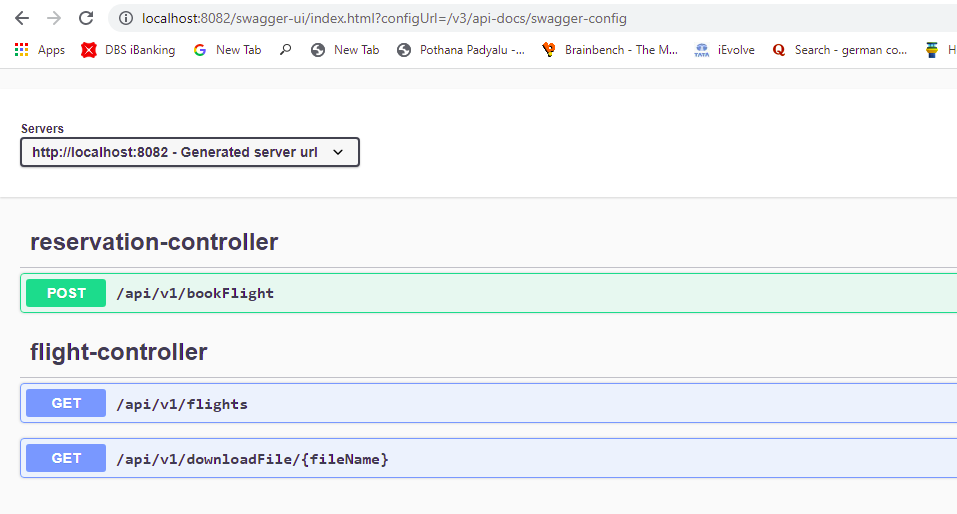 localhost:8082/swagger-ui/index.html?configUrl=/v3/api-docs/swagger-config
Apps DBS iBanking New Tab New Tab Pothana Padyalu -... Brainbench - The M... TATA iEvolve Search - german co... H
Servers
http://localhost:8082 - Generated server url
reservation-controller
POST /api/v1/bookFlight
flight-controller
GET /api/v1/flights
GET /api/v1/downloadFile/{fileName}